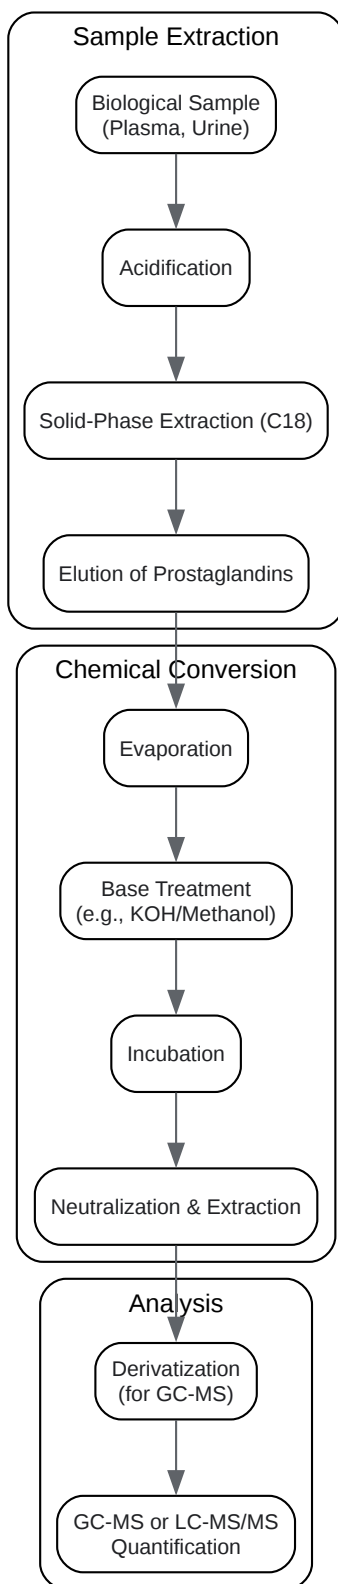 Sample Extraction
Biological Sample
(Plasma, Urine)
Acidification
Solid-Phase Extraction (C18)
Elution of Prostaglandins
Chemical Conversion
Evaporation
Base Treatment
(e.g., KOH/Methanol)
Incubation
Neutralization & Extraction
Analysis
Derivatization
(for GC-MS)
GC-MS or LC-MS/MS
Quantification